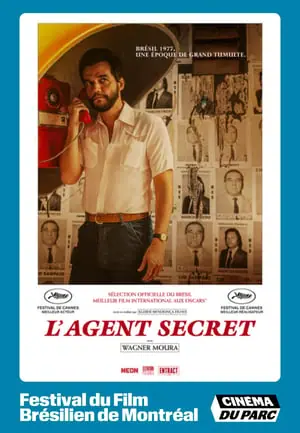 BRÉSIL 1977.
UNE ÉPOQUE DE GRAND TUMULTE.
SÉLECTION OFFICIELLE DU BRÉSIL
MEILLEUR FILM INTERNATIONAL AUX OSCARS
FESTIVAL DE CANNES
MEILLEUR ACTEUR
KLEBER MENDONÇA FILHO
FESTIVAL DE CANNES
MEILLEUR RÉALISATEUR
L'AGENT SECRET
WAGNER MOURA
NEON
ENTRACT
Festival du Film
Brésilien de Montréal
CINEMA
DU PARC